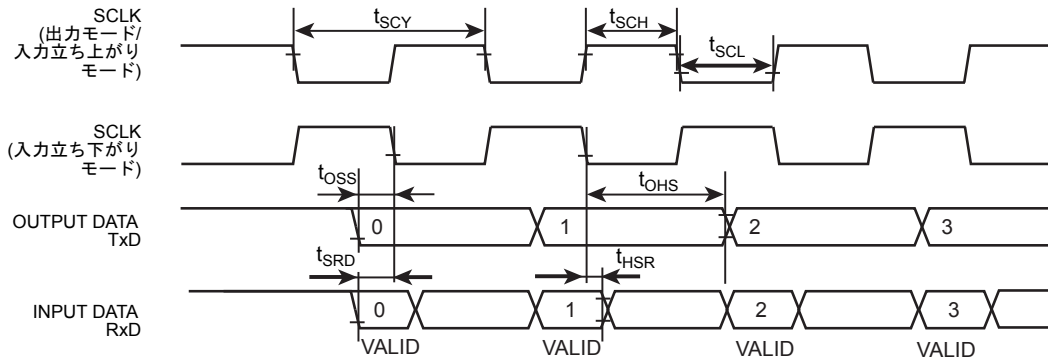 SCLK
(出力モード/
入力立ち上がり
モード)
tSCY
tSCH
tSCL
SCLK
(入力立ち下がり
モード)
tOSS
tOHS
OUTPUT DATA
TxD
0
1
2
3
tSRD
tHSR
INPUT DATA
RxD
0
1
2
3
VALID
VALID
VALID
VALID